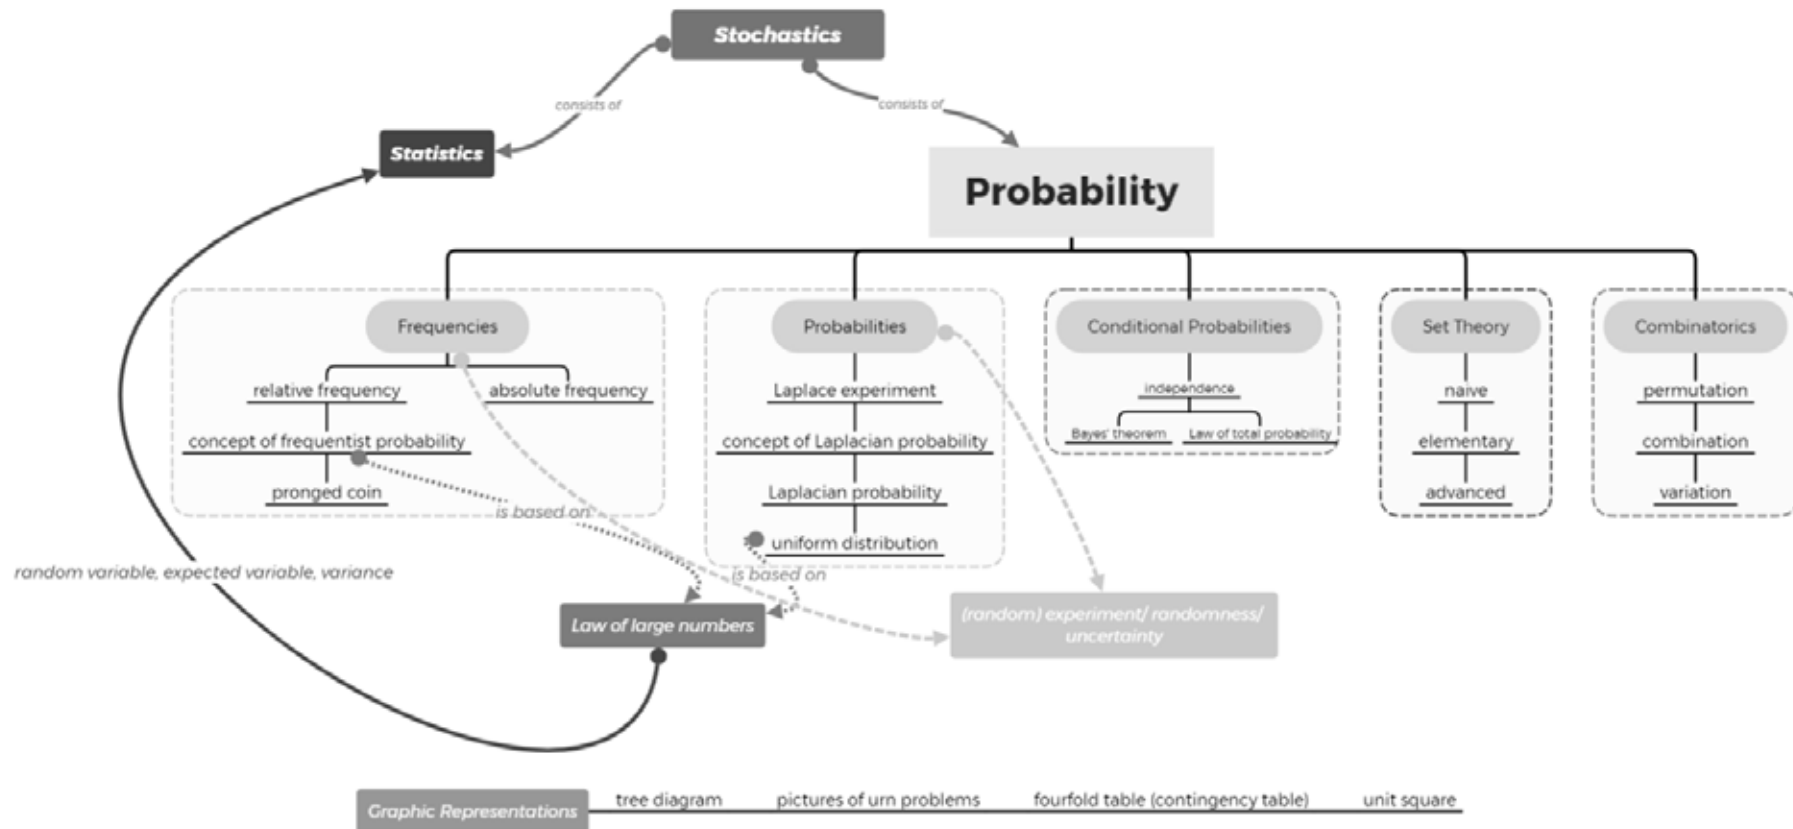 Stochastics
consists of
consists of
Statistics
Probability
Frequencies
relative frequency
absolute frequency
concept of frequentist probability
pronged coin
is based on
Probabilities
Laplace experiment
concept of Laplacian probability
Laplacian probability
uniform distribution
is based on
Conditional Probabilities
independence
Bayes' theorem
Law of total probability
Set Theory
naive
elementary
advanced
Combinatorics
permutation
combination
variation
random variable, expected variable, variance
Law of large numbers
(random) experiment/ randomness/
uncertainty
Graphic Representations
tree diagram
pictures of urn problems
fourfold table (contingency table)
unit square